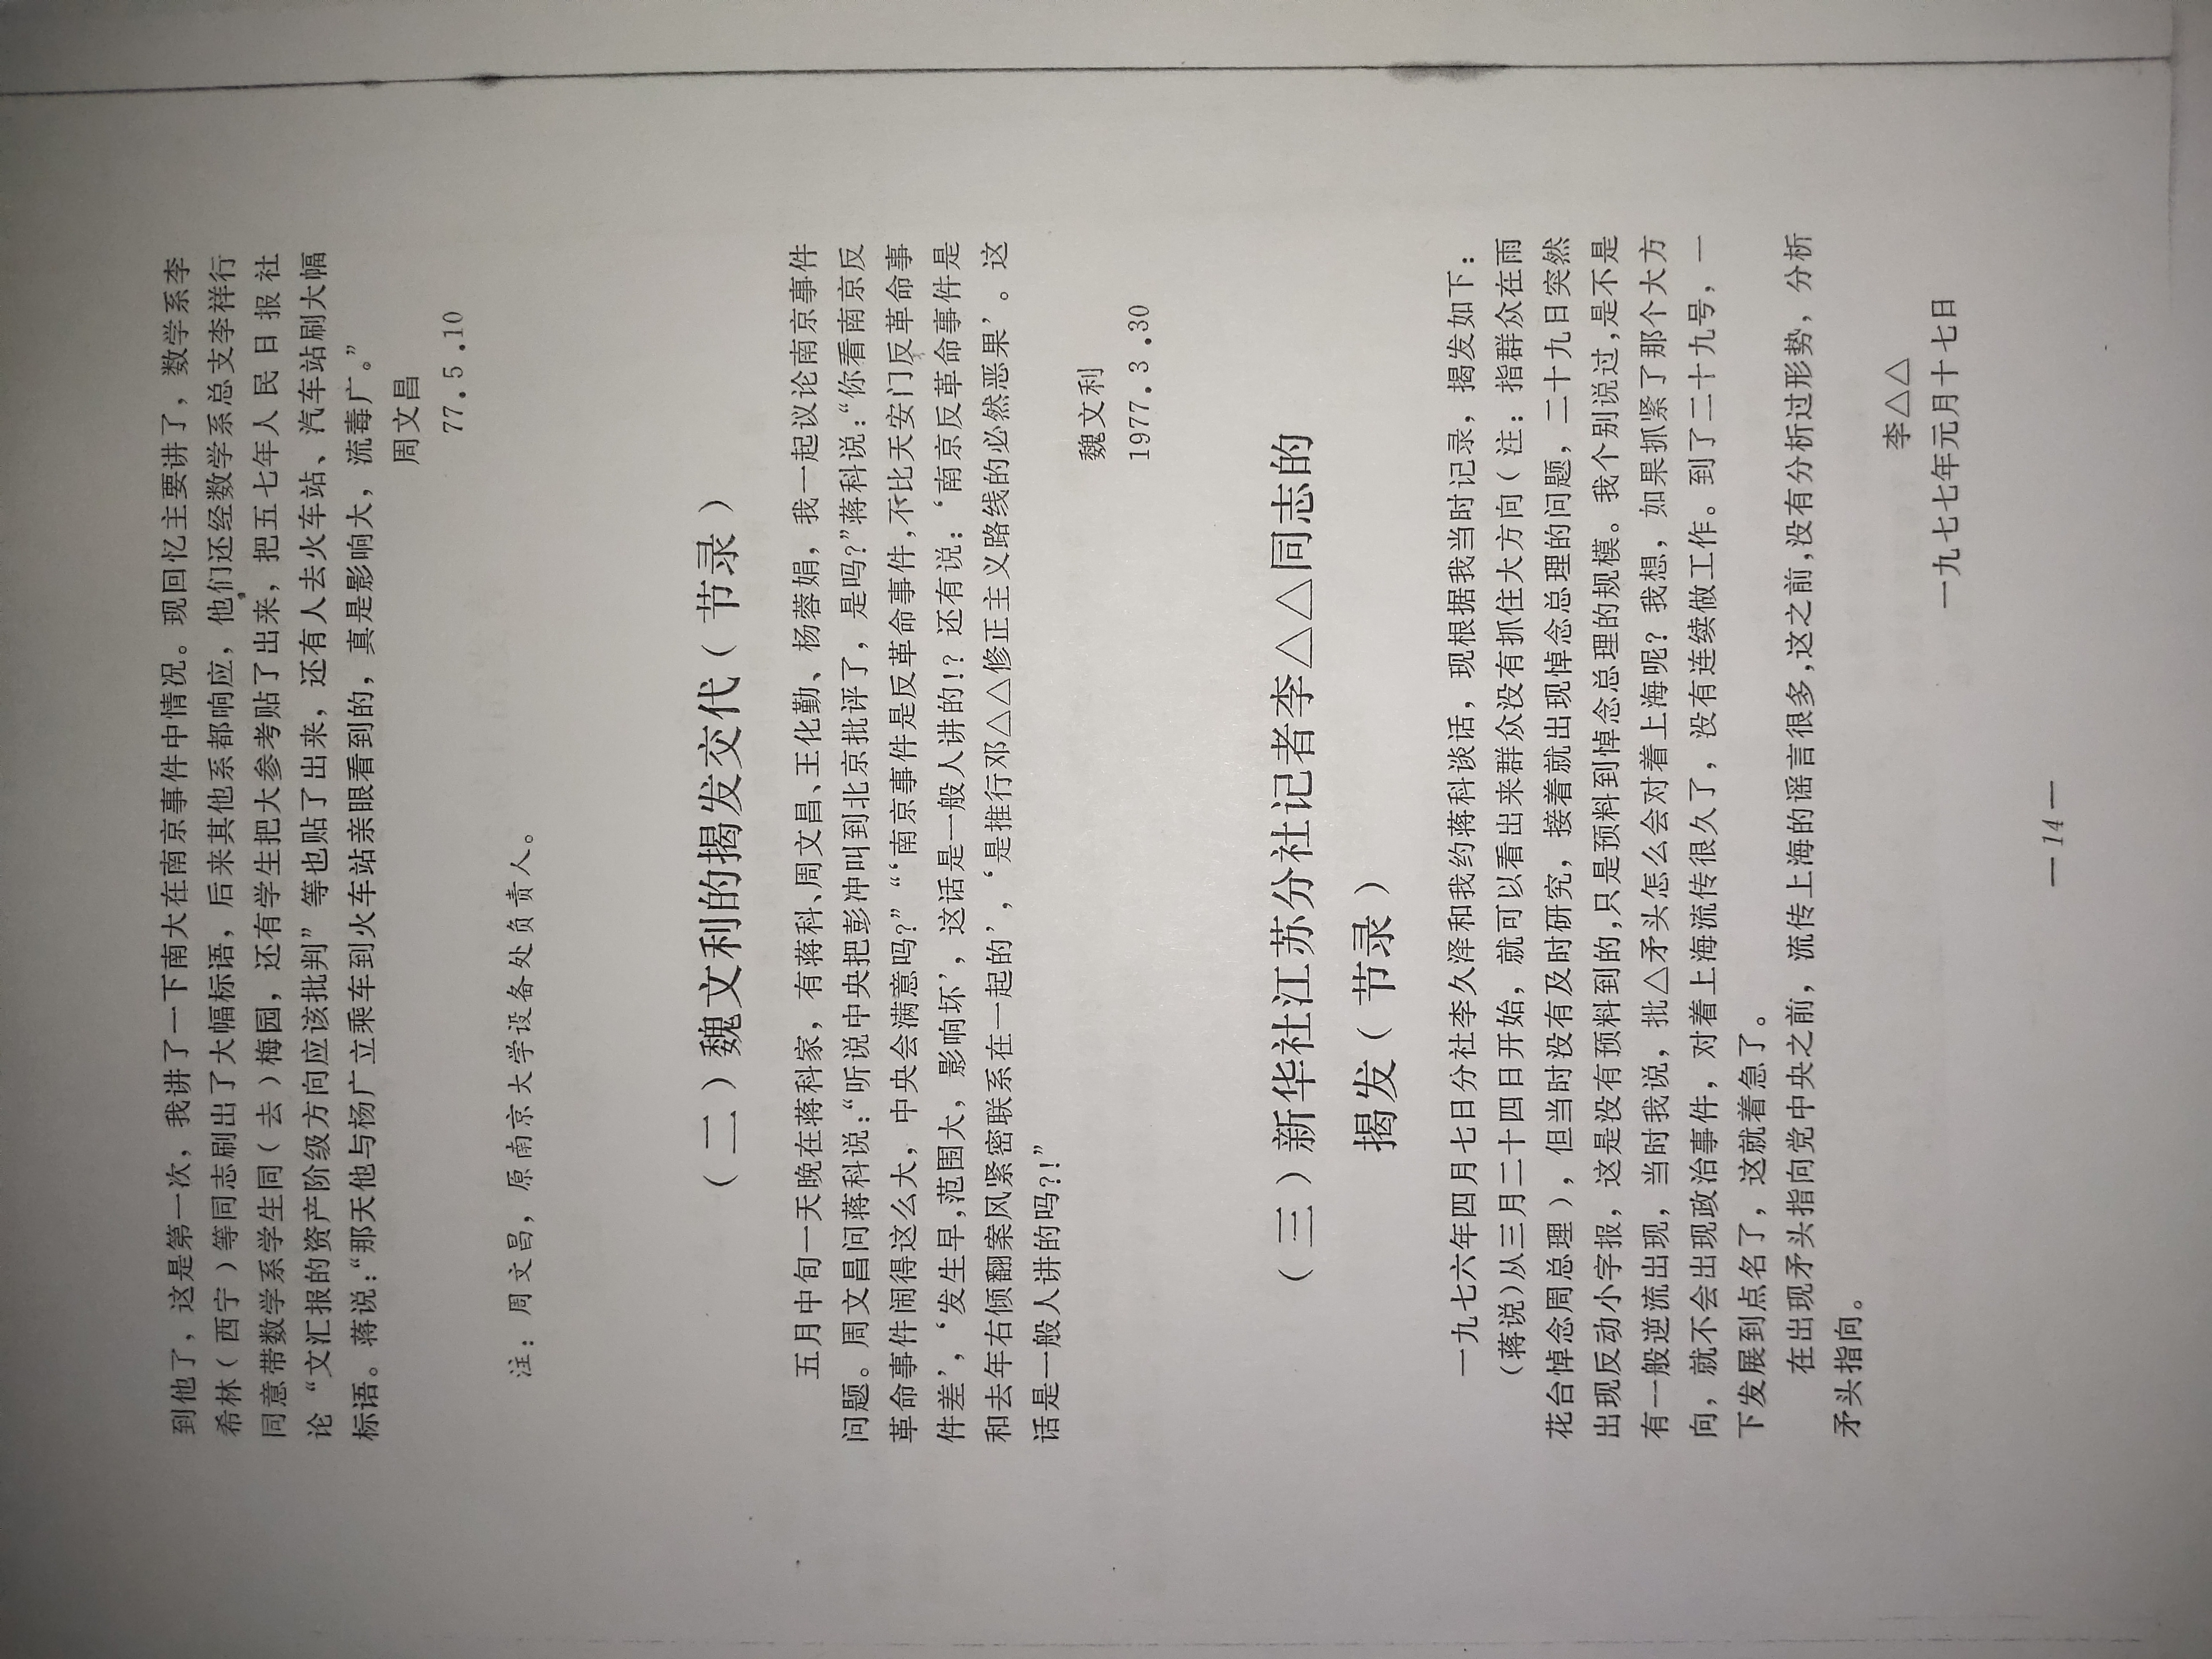 到他了，这是第一次，我讲了一下南大在南京事件中情况。现回忆主要讲了，数学系李
希林（西宁）等同志刷出了大幅标语，后来其他系都响应，他们还经数学系总支李祥行
同意带数学系学生同（去）梅园，还有学生把大参考贴了出来，把五七年人民日报社
论“文汇报的资产阶级方向应该批判”等也贴了出来，还有人去火车站、汽车站刷大幅
标语。蒋说：“那天他与杨广立乘车到火车站亲眼看到的，真是影响大，流毒广。”
周文昌
77.5.10
注：周文昌，原南京大学设备处负责人。
（二）魏文利的揭发交代（节录）
五月中旬一天晚在蒋科家，有蒋科、周文昌、王化勤、杨蓉娟，我一起议论南京事件
问题。周文昌问蒋科说：“听说中央把彭冲叫到北京批评了，是吗？”蒋科说：“你看南京反
革命事件闹得这么大，中央会满意吗？”“‘南京事件是反革命事件，不比天安门反革命事
件差’，‘发生早，范围大，影响坏’，这话是一般人讲的！？还有说：‘南京反革命事件是
和去年右倾翻案风紧密联系在一起的’，‘是推行邓△△修正主义路线的必然恶果’。这
话是一般人讲的吗？！”
魏文利
1977.3.30
（三）新华社江苏分社记者李△△同志的
揭发（节录）
一九七六年四月七日分社李久泽和我约蒋科谈话，现根据我当时记录，揭发如下：
（蒋说）从三月二十四日开始，就可以看出来群众没有抓住大方向（注：指群众在雨
花台悼念周总理），但当时没有及时研究，接着就出现悼念总理的问题，二十九日突然
出现反动小字报，这是没有预料到的，只是预料到悼念总理的规模。我个别说过，是不是
有一般逆流出现，当时我说，批△矛头怎么会对着上海呢？我想，如果抓紧了那个大方
向，就不会出现政治事件，对着上海流传很久了，没有连续做工作。到了二十九号，一
下发展到点名了，这就着急了。
在出现矛头指向党中央之前，流传上海的谣言很多，这之前，没有分析过形势，分析
矛头指向。
李△△
一九七七年元月十七日
—14—